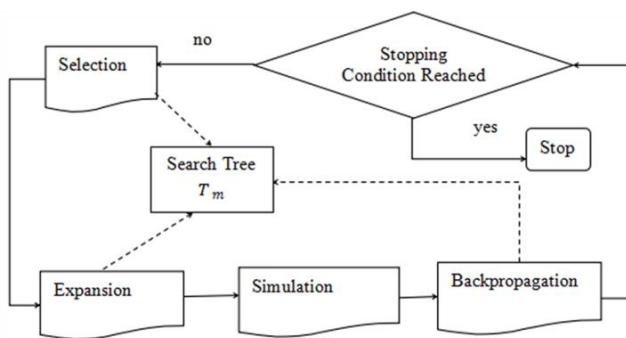 no
Selection
Stopping
Condition Reached
yes
Stop
Search Tree
T m
Expansion
Simulation
Backpropagation